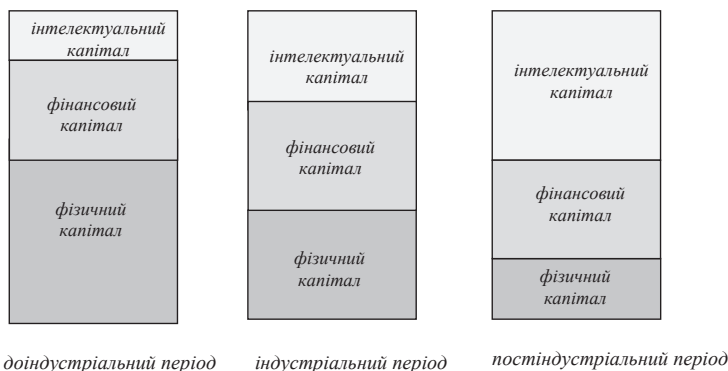 інтелектуальний
капітал
фінансовий
капітал
фізичний
капітал
доіндустріальний період
інтелектуальний
капітал
фінансовий
капітал
фізичний
капітал
індустріальний період
інтелектуальний
капітал
фінансовий
капітал
фізичний
капітал
постіндустріальний період